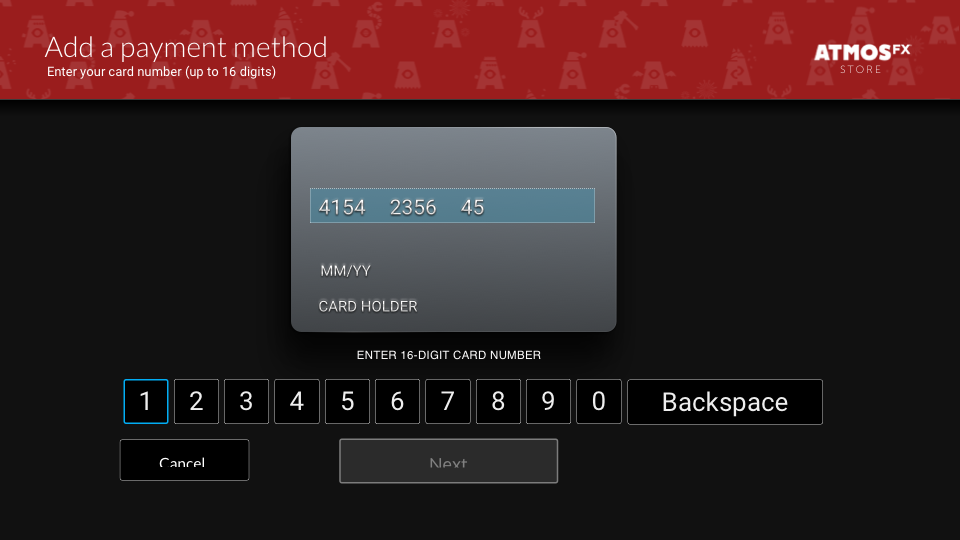 Add a payment method
Enter your card number (up to 16 digits)
ATMOSFX
STORE
4154 2356 45
MM/YY
CARD HOLDER
ENTER 16-DIGIT CARD NUMBER
1 2 3 4 5 6 7 8 9 0 Backspace
Cancel Next